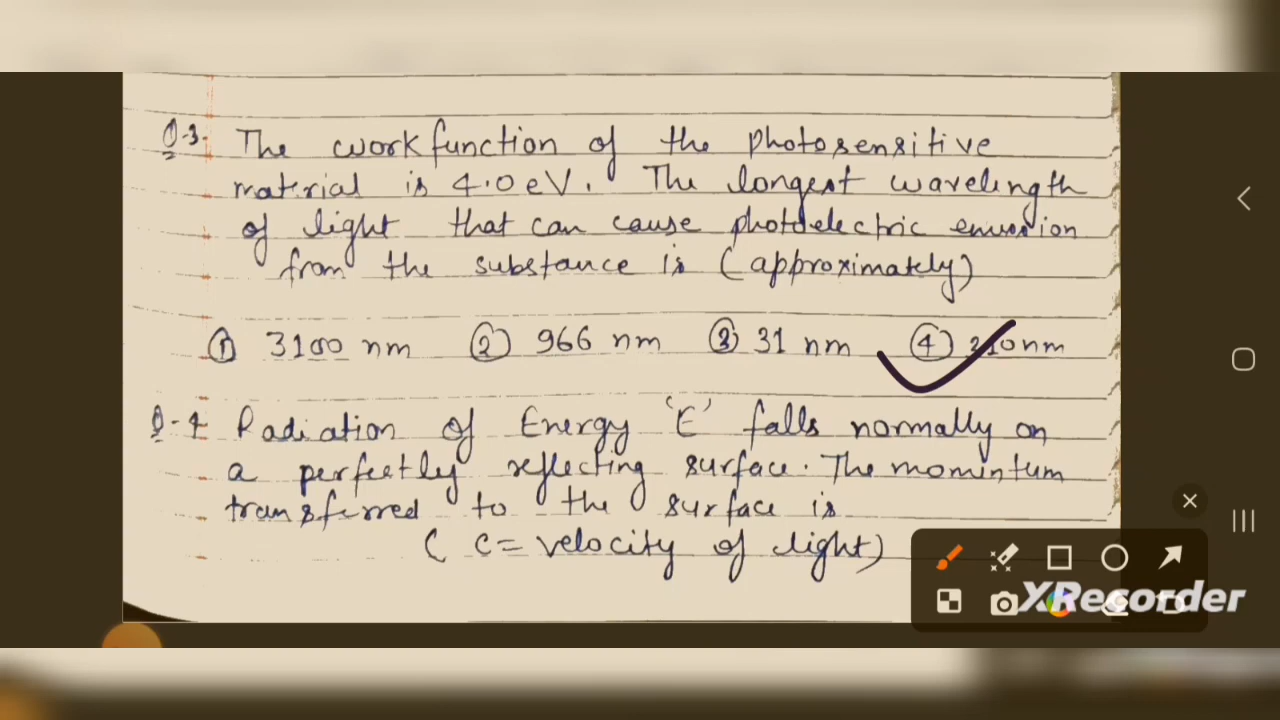 Q-3. The work function of the photosensitive
material is 4.0 eV. The longest wavelength
of light that can cause photoelectric emission
from the substance is (approximately)
① 3100 nm ② 966 nm ③ 31 nm ④ nm
Q-4 Radiation of Energy 'E' falls normally on
a perfectly reflecting surface. The momentum
transferred to the surface is
( c = velocity of light)
XRecorder